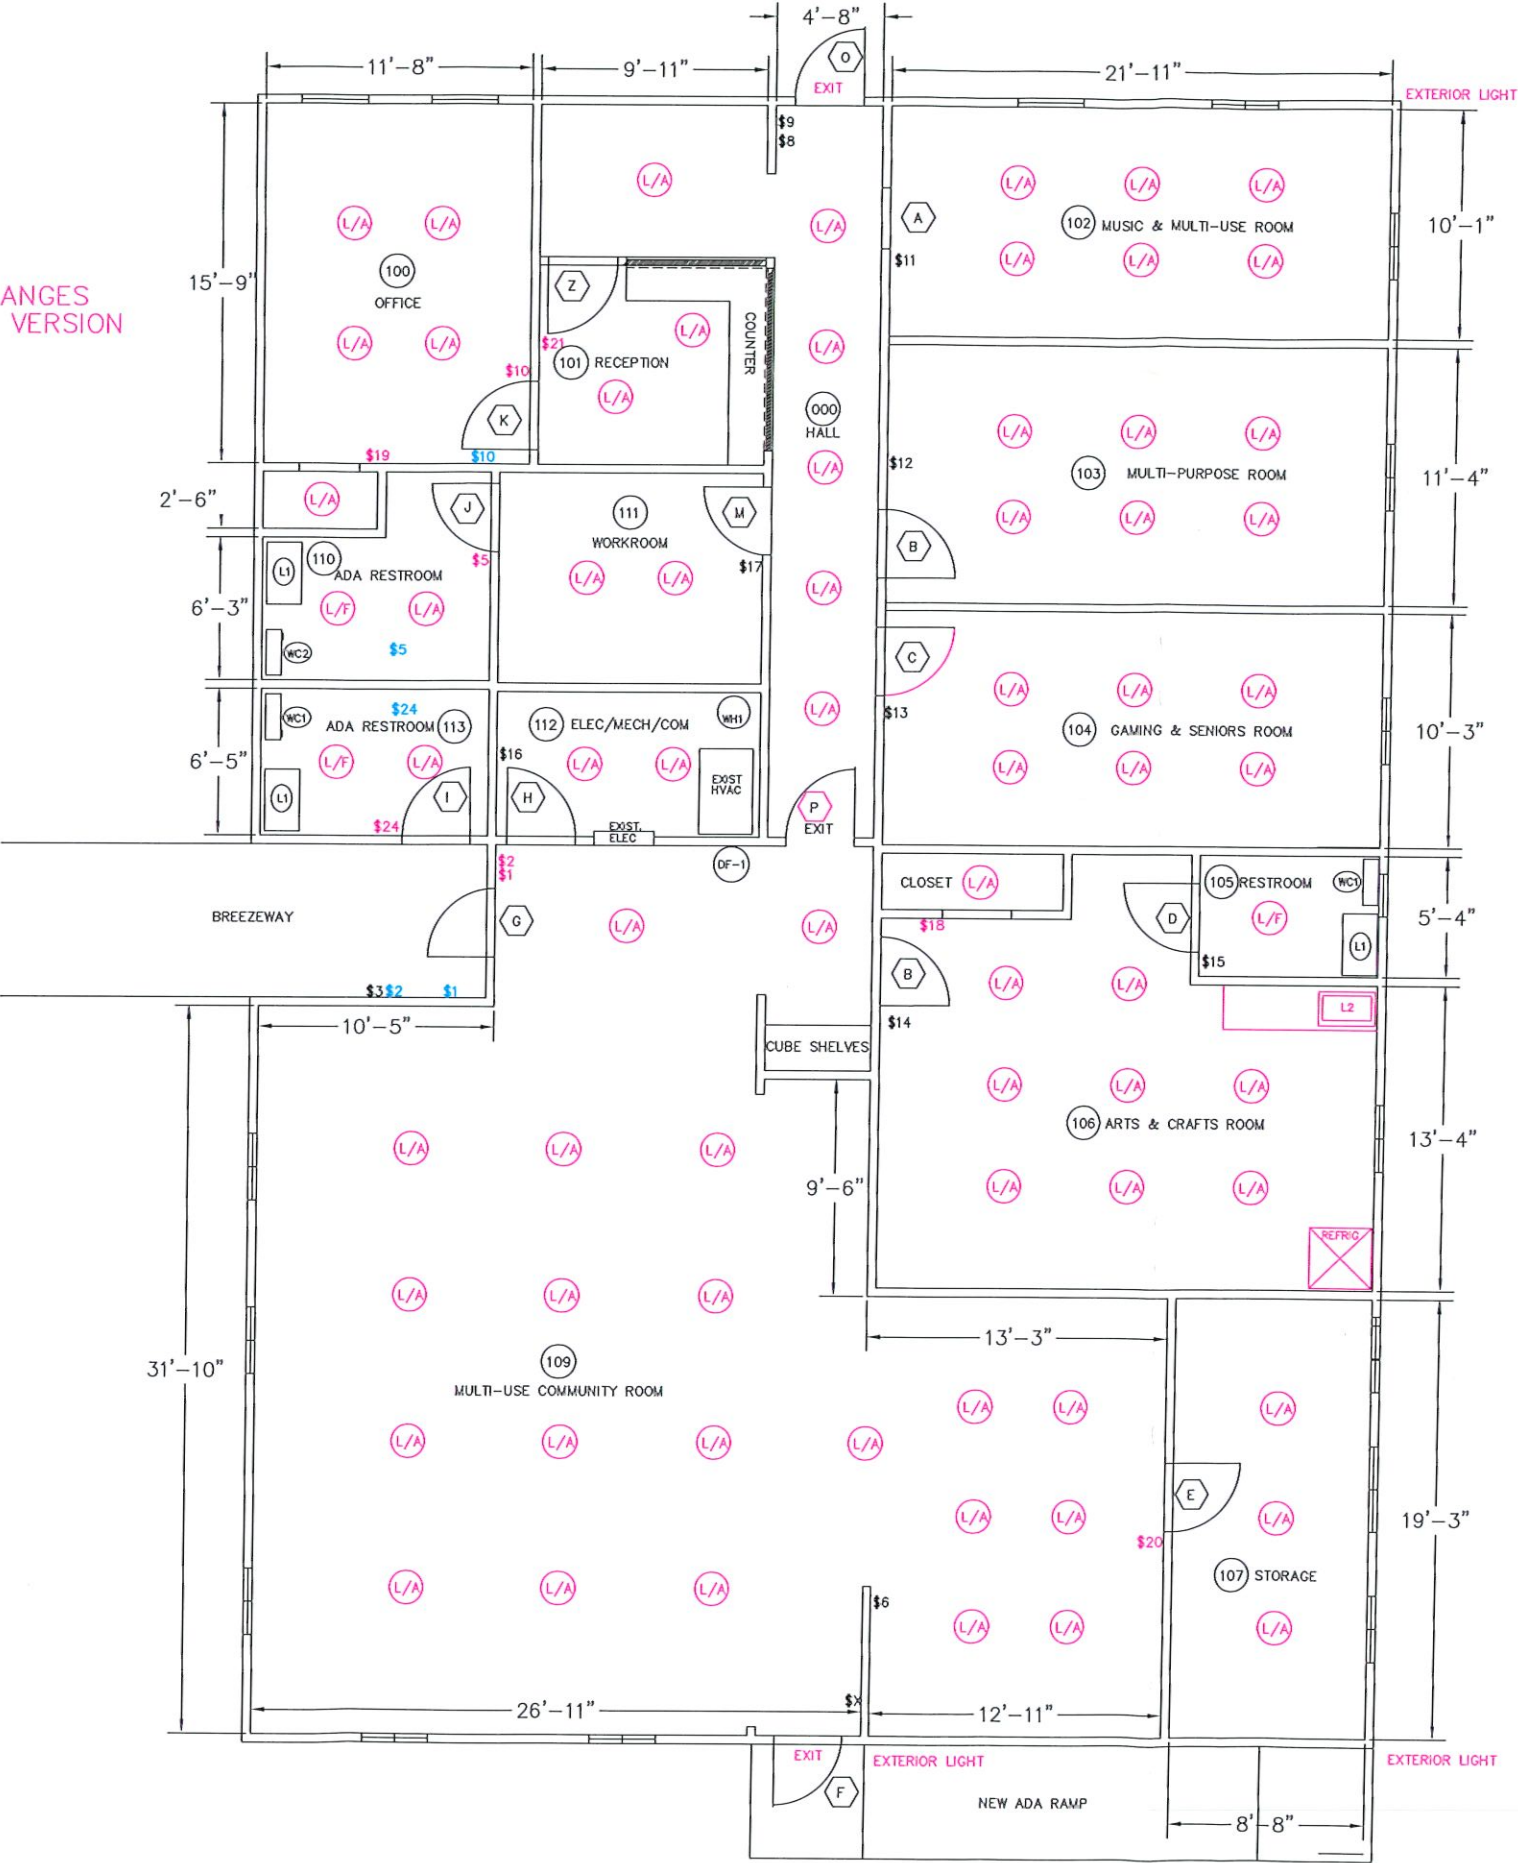 4'-8"
11'-8"
9'-11"
21'-11"
O
EXIT
EXTERIOR LIGHT
$9
$8
L/A
L/A L/A L/A
L/A L/A
L/A
A
102 MUSIC & MULTI-USE ROOM
10'-1"
$11
L/A L/A L/A
100
OFFICE
15'-9"
ANGES
VERSION
Z
L/A
COUNTER
L/A L/A
$21
L/A
101 RECEPTION
$10
L/A
K
000
HALL
$19
$10
L/A
$12
L/A L/A L/A
103 MULTI-PURPOSE ROOM
11'-4"
L/A L/A L/A
2'-6"
L/A
J
111
WORKROOM
M
B
110
ADA RESTROOM
$5
$17
L1
L/A L/A
L/A
6'-3"
L/F L/A
WC2
$5
C
L/A L/A L/A
$24
WC1
ADA RESTROOM 113
112 ELEC/MECH/COM
WH1
L/A
$13
104 GAMING & SENIORS ROOM
10'-3"
6'-5"
L/F L/A
$16
L/A L/A
L/A L/A L/A
L1
I
H
EXIST
HVAC
P
EXIT
$24
EXIST.
ELEC
$2
$1
DF-1
CLOSET L/A
105 RESTROOM
WC1
BREEZEWAY
G
L/A
L/A
$18
D
L/F
5'-4"
L1
$15
B
L/A L/A
$3 $2 $1
L2
$14
10'-5"
CUBE SHELVES
L/A L/A L/A
106 ARTS & CRAFTS ROOM
13'-4"
L/A L/A L/A
9'-6"
L/A L/A L/A
REFRIG
L/A L/A L/A
13'-3"
109
MULTI-USE COMMUNITY ROOM
31'-10"
L/A L/A
L/A
L/A L/A L/A L/A
E
L/A L/A
L/A
19'-3"
$20
107 STORAGE
L/A L/A L/A
$6
L/A L/A
L/A
$X
26'-11"
12'-11"
EXIT
EXTERIOR LIGHT
EXTERIOR LIGHT
F
NEW ADA RAMP
8'-8"